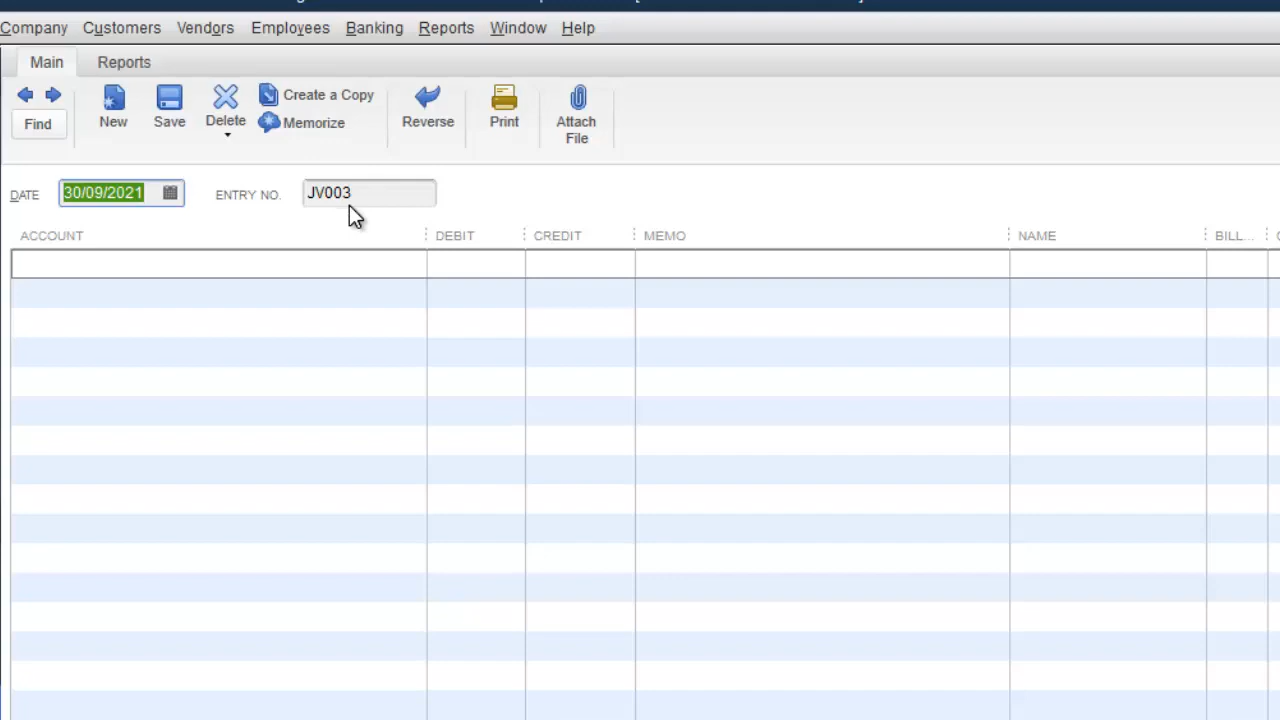 Company Customers Vendors Employees Banking Reports Window Help
Main Reports
Find New Save Delete Create a Copy Memorize Reverse Print Attach File
DATE 30/09/2021 ENTRY NO. JV003
ACCOUNT DEBIT CREDIT MEMO NAME BILL...